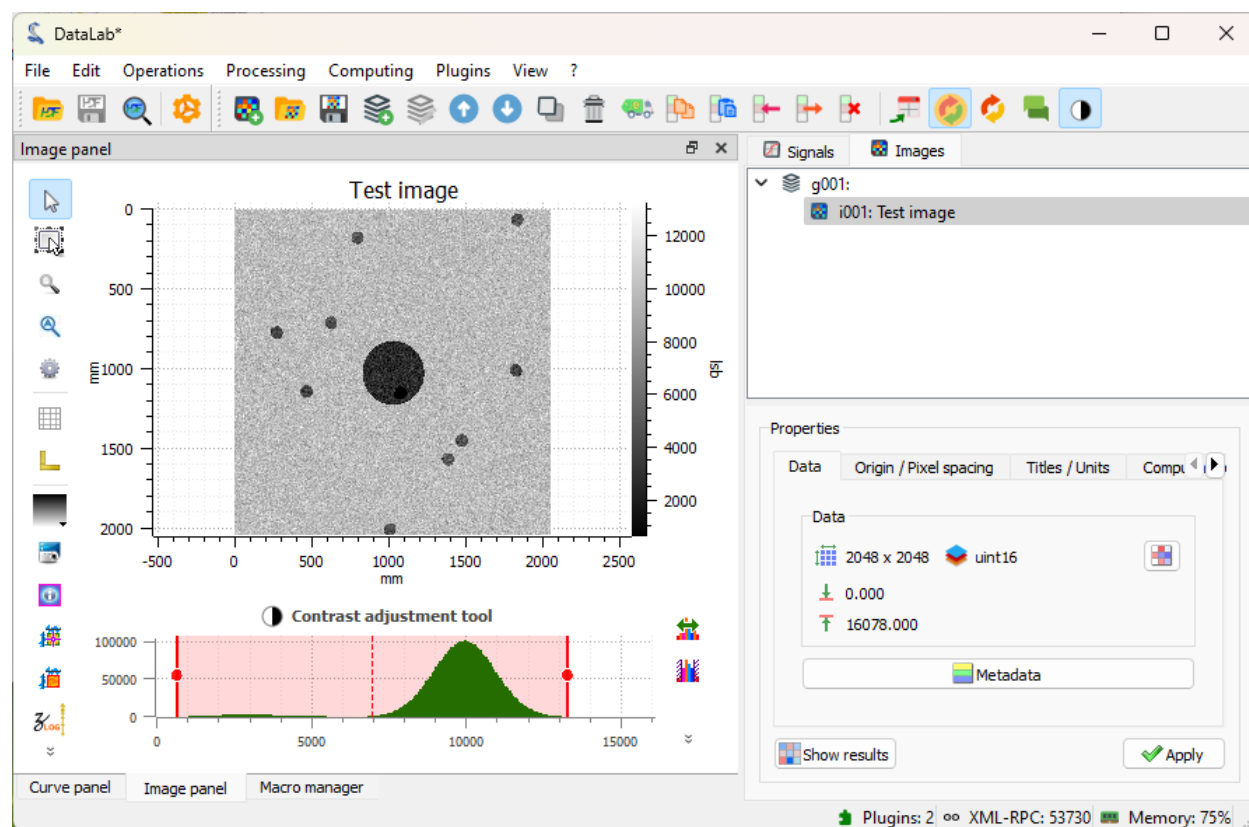 DataLab*
File Edit Operations Processing Computing Plugins View ?
Image panel
Test image
0
500
1000
1500
2000
mm
-500 0 500 1000 1500 2000 2500
mm
12000
10000
8000
6000
4000
2000
lsb
Contrast adjustment tool
100000
50000
0
0 5000 10000 15000
Curve panel Image panel Macro manager
Signals Images
g001:
i001: Test image
Properties
Data Origin / Pixel spacing Titles / Units
Data
2048 x 2048 uint16
0.000
16078.000
Metadata
Show results Apply
Plugins: 2 XML-RPC: 53730 Memory: 75%